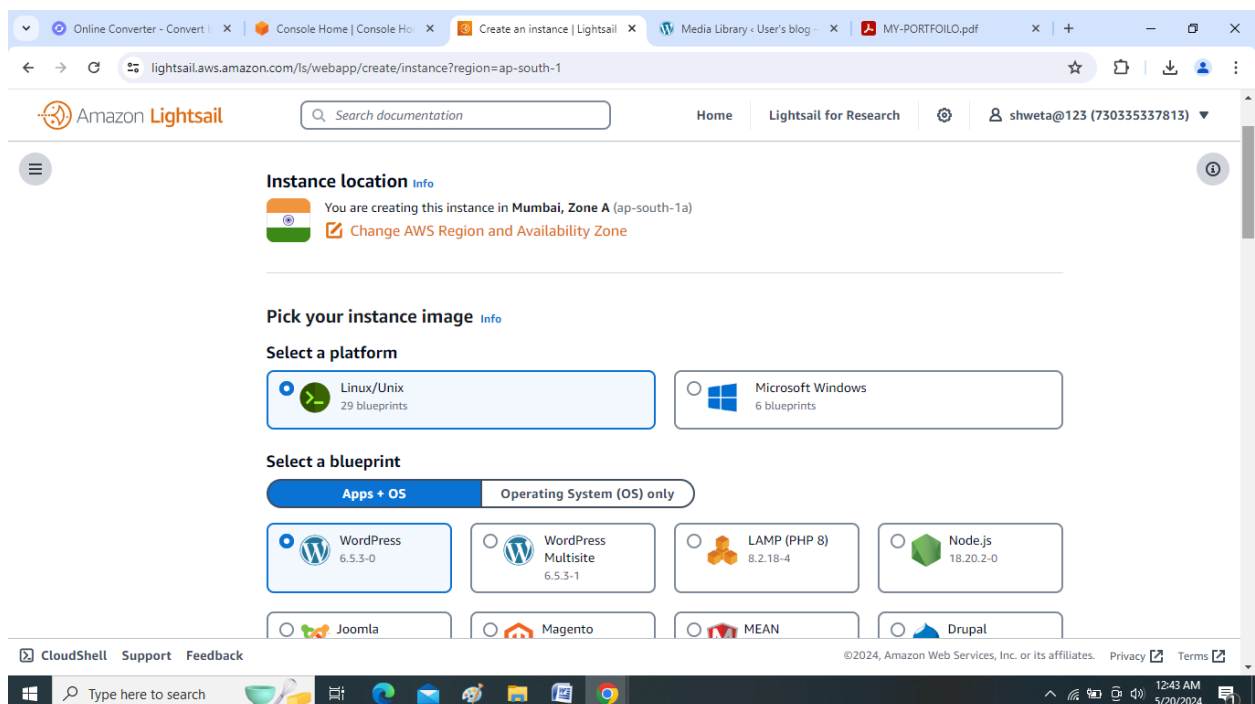 Online Converter - Convert I
Console Home | Console Ho
Create an instance | Lightsail
Media Library ‹ User's blog -
MY-PORTFOILO.pdf
lightsail.aws.amazon.com/ls/webapp/create/instance?region=ap-south-1
Amazon Lightsail
Search documentation
Home
Lightsail for Research
shweta@123 (730335337813)
Instance location Info
You are creating this instance in Mumbai, Zone A (ap-south-1a)
Change AWS Region and Availability Zone
Pick your instance image Info
Select a platform
Linux/Unix
29 blueprints
Microsoft Windows
6 blueprints
Select a blueprint
Apps + OS
Operating System (OS) only
WordPress
6.5.3-0
WordPress
Multisite
6.5.3-1
LAMP (PHP 8)
8.2.18-4
Node.js
18.20.2-0
Joomla
Magento
MEAN
Drupal
CloudShell Support Feedback
©2024, Amazon Web Services, Inc. or its affiliates. Privacy Terms
Type here to search
12:43 AM
5/20/2024